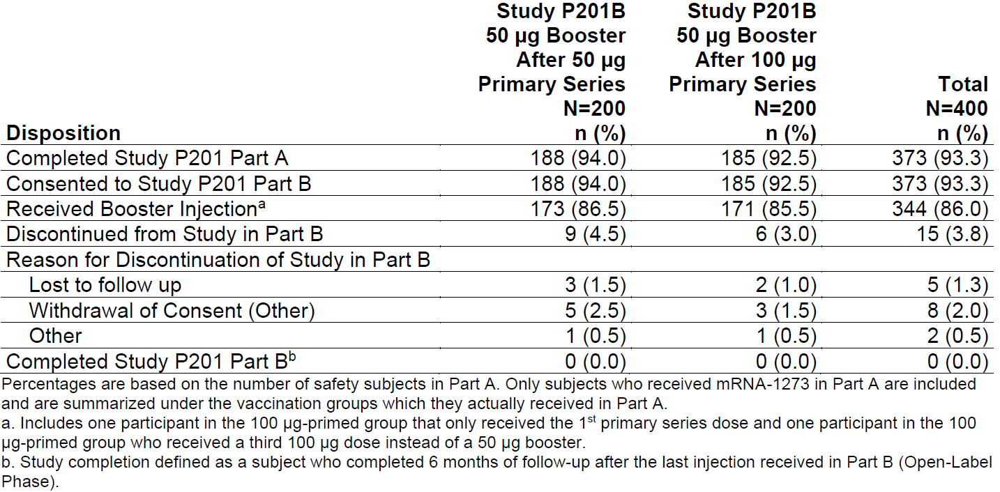 Study P201B Study P201B
50 µg Booster 50 µg Booster
After 50 µg After 100 µg
Primary Series Primary Series Total
N=200 N=200 N=400
Disposition n (%) n (%) n (%)
Completed Study P201 Part A 188 (94.0) 185 (92.5) 373 (93.3)
Consented to Study P201 Part B 188 (94.0) 185 (92.5) 373 (93.3)
Received Booster Injectionᵃ 173 (86.5) 171 (85.5) 344 (86.0)
Discontinued from Study in Part B 9 (4.5) 6 (3.0) 15 (3.8)
Reason for Discontinuation of Study in Part B
Lost to follow up 3 (1.5) 2 (1.0) 5 (1.3)
Withdrawal of Consent (Other) 5 (2.5) 3 (1.5) 8 (2.0)
Other 1 (0.5) 1 (0.5) 2 (0.5)
Completed Study P201 Part Bᵇ 0 (0.0) 0 (0.0) 0 (0.0)
Percentages are based on the number of safety subjects in Part A. Only subjects who received mRNA-1273 in Part A are included
and are summarized under the vaccination groups which they actually received in Part A.
a. Includes one participant in the 100 µg-primed group that only received the 1ˢᵗ primary series dose and one participant in the 100
µg-primed group who received a third 100 µg dose instead of a 50 µg booster.
b. Study completion defined as a subject who completed 6 months of follow-up after the last injection received in Part B (Open-Label
Phase).